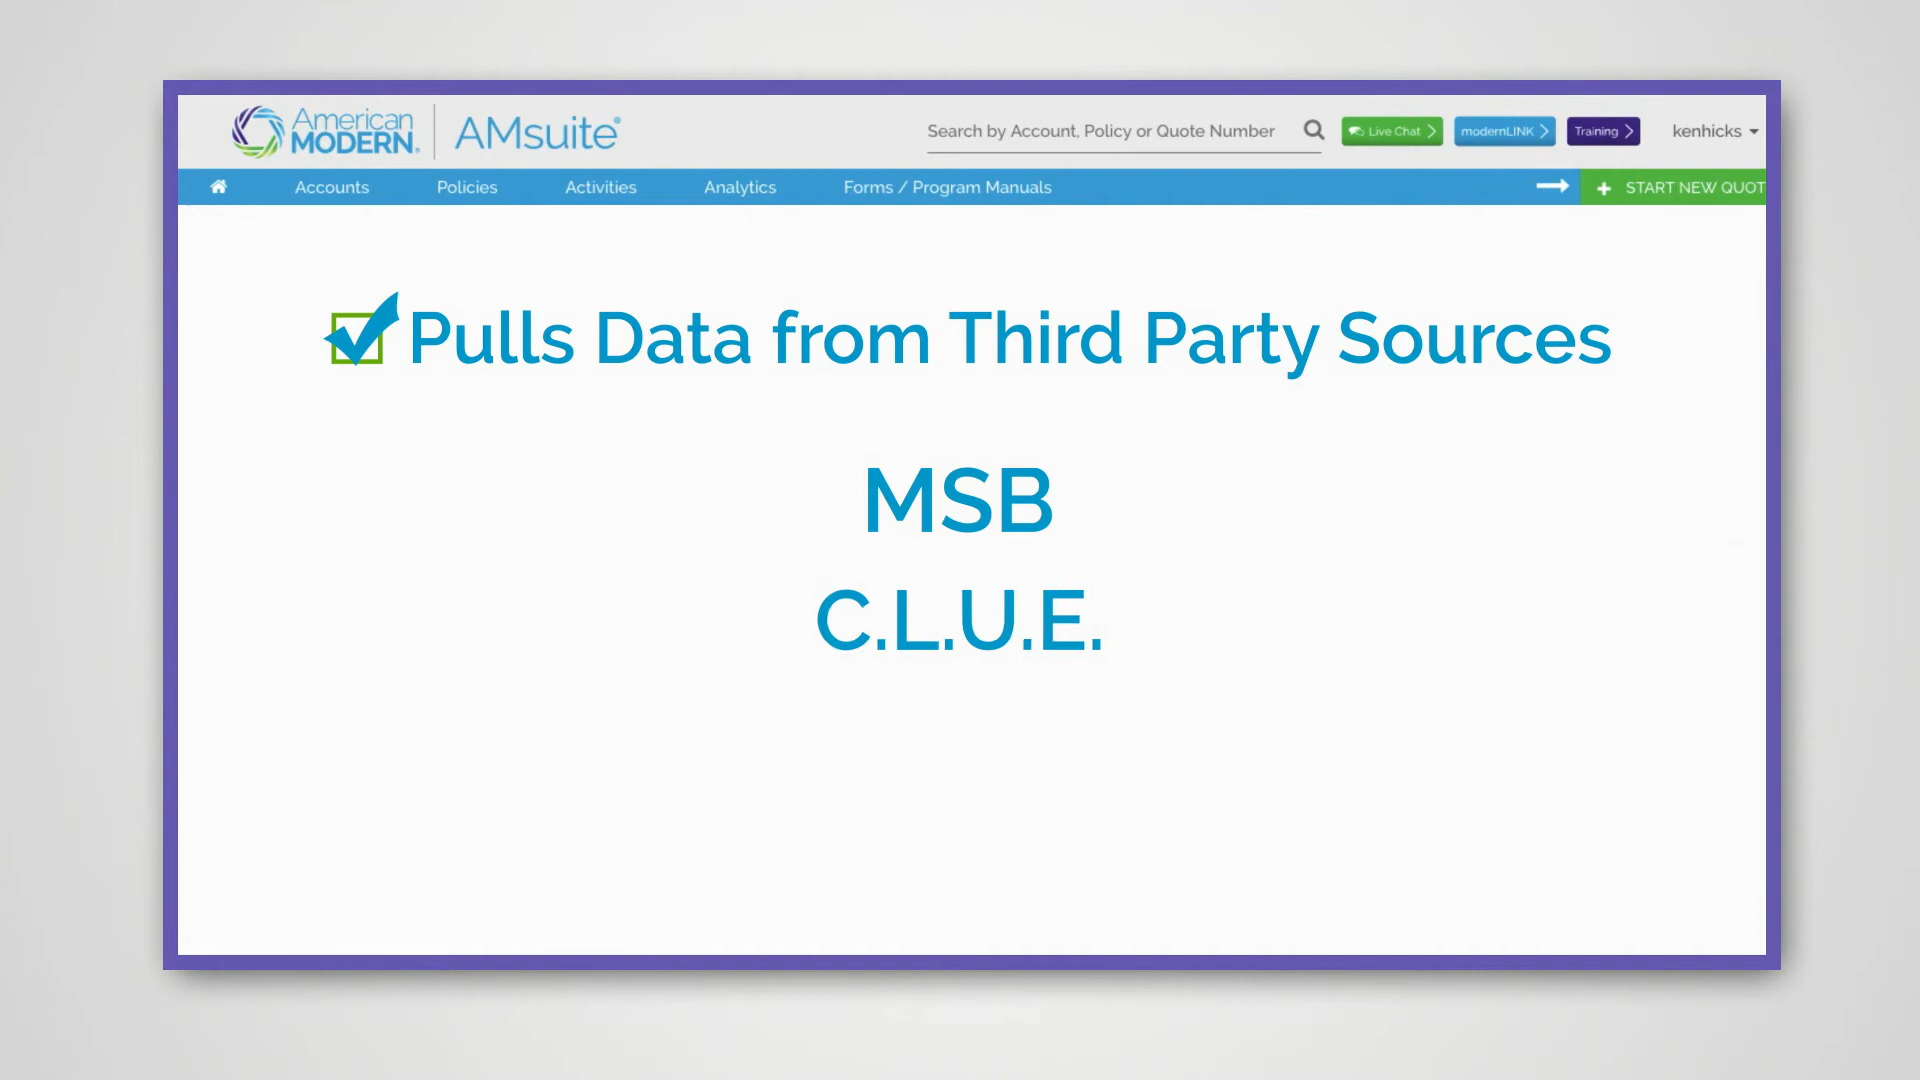 American MODERN. AMsuite® Search by Account, Policy or Quote Number Live Chat modernLINK Training kenhicks
Accounts Policies Activities Analytics Forms / Program Manuals START NEW QUOT
Pulls Data from Third Party Sources
MSB
C.L.U.E.